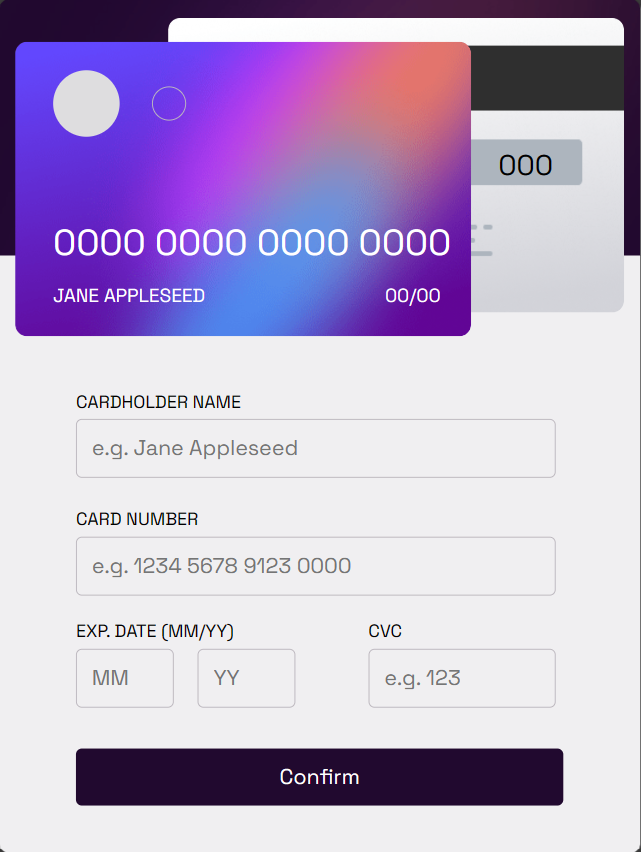 000
0000 0000 0000 0000
JANE APPLESEED 00/00
CARDHOLDER NAME
e.g. Jane Appleseed
CARD NUMBER
e.g. 1234 5678 9123 0000
EXP. DATE (MM/YY) CVC
MM YY e.g. 123
Confirm